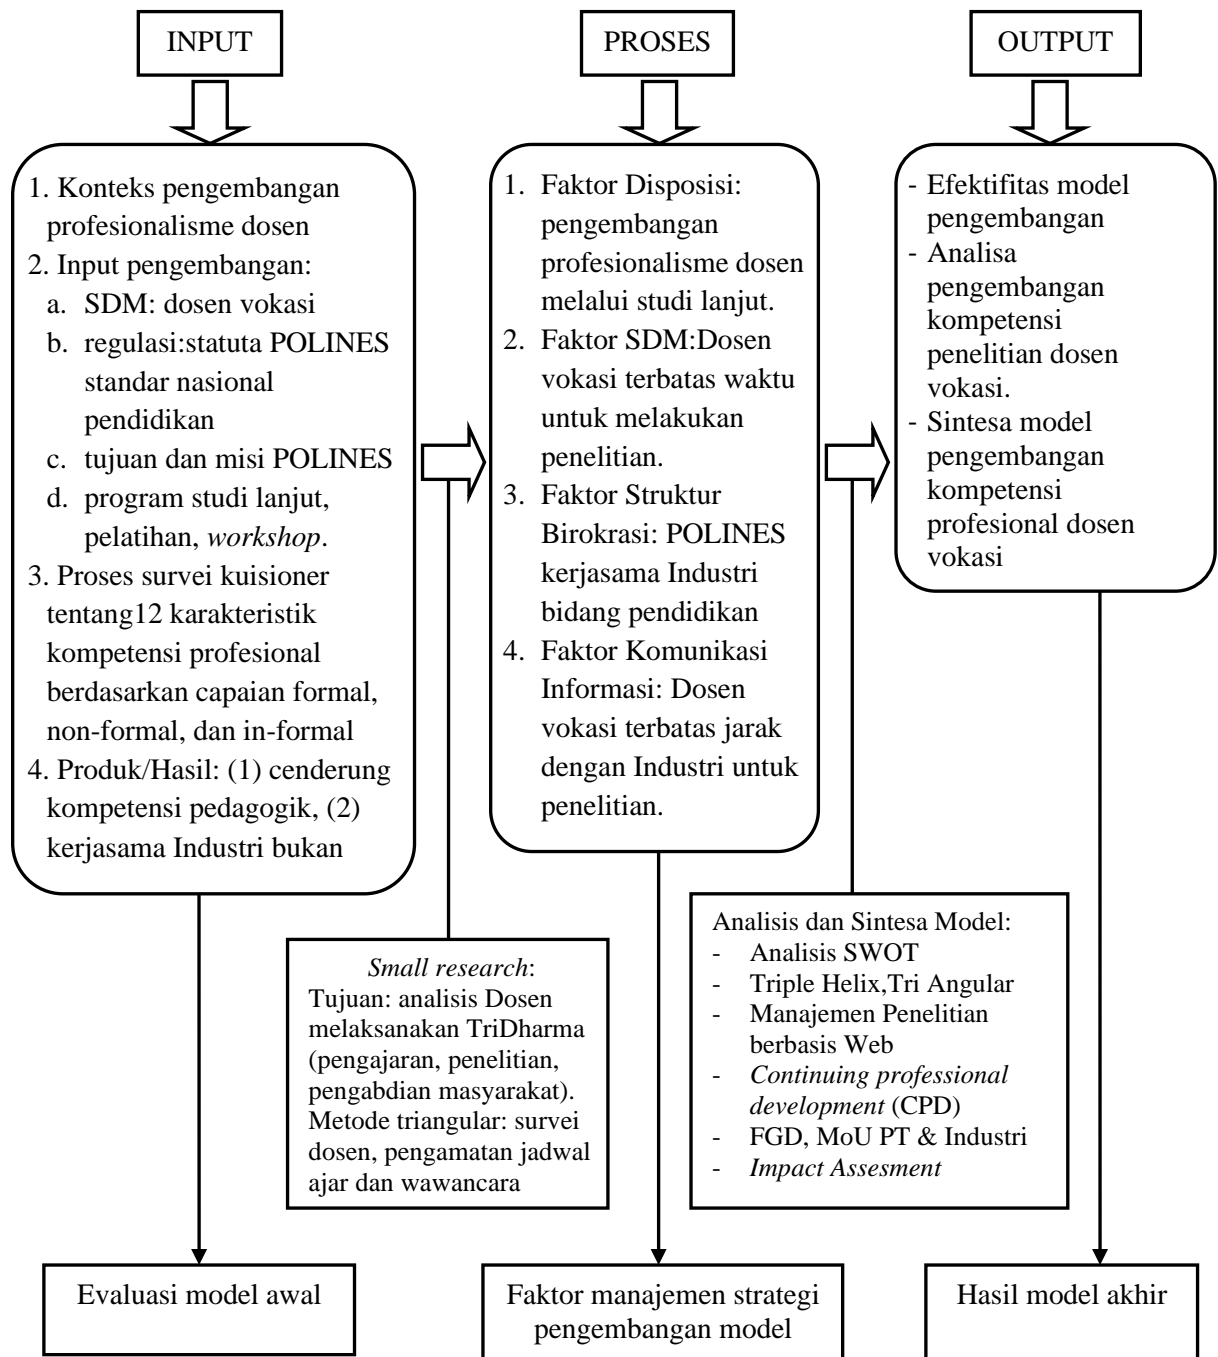 INPUT
PROSES
OUTPUT
1. Konteks pengembangan
profesionalisme dosen
2. Input pengembangan:
a. SDM: dosen vokasi
b. regulasi:statuta POLINES
standar nasional
pendidikan
c. tujuan dan misi POLINES
d. program studi lanjut,
pelatihan, workshop.
3. Proses survei kuisioner
tentang12 karakteristik
kompetensi profesional
berdasarkan capaian formal,
non-formal, dan in-formal
4. Produk/Hasil: (1) cenderung
kompetensi pedagogik, (2)
kerjasama Industri bukan
1. Faktor Disposisi:
pengembangan
profesionalisme dosen
melalui studi lanjut.
2. Faktor SDM:Dosen
vokasi terbatas waktu
untuk melakukan
penelitian.
3. Faktor Struktur
Birokrasi: POLINES
kerjasama Industri
bidang pendidikan
4. Faktor Komunikasi
Informasi: Dosen
vokasi terbatas jarak
dengan Industri untuk
penelitian.
- Efektifitas model
pengembangan
- Analisa
pengembangan
kompetensi
penelitian dosen
vokasi.
- Sintesa model
pengembangan
kompetensi
profesional dosen
vokasi
Small research:
Tujuan: analisis Dosen
melaksanakan TriDharma
(pengajaran, penelitian,
pengabdian masyarakat).
Metode triangular: survei
dosen, pengamatan jadwal
ajar dan wawancara
Analisis dan Sintesa Model:
- Analisis SWOT
- Triple Helix,Tri Angular
- Manajemen Penelitian
berbasis Web
- Continuing professional
development (CPD)
- FGD, MoU PT & Industri
- Impact Assesment
Evaluasi model awal
Faktor manajemen strategi
pengembangan model
Hasil model akhir